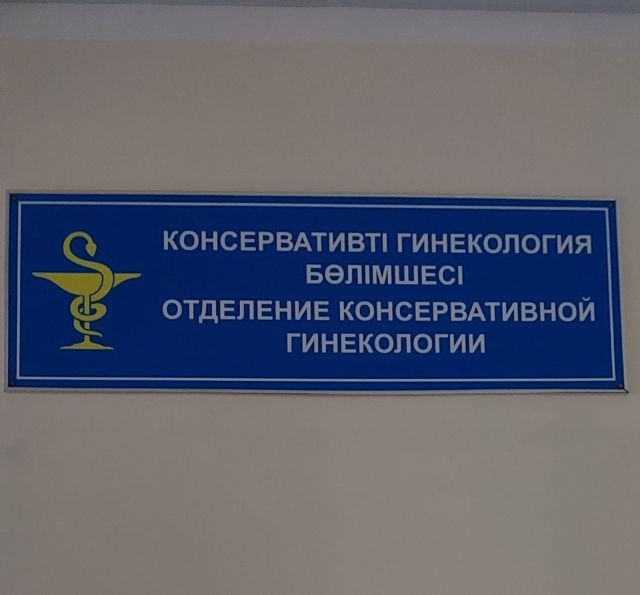 КОНСЕРВАТИВТІ ГИНЕКОЛОГИЯ
БӨЛІМШЕСІ
ОТДЕЛЕНИЕ КОНСЕРВАТИВНОЙ
ГИНЕКОЛОГИИ